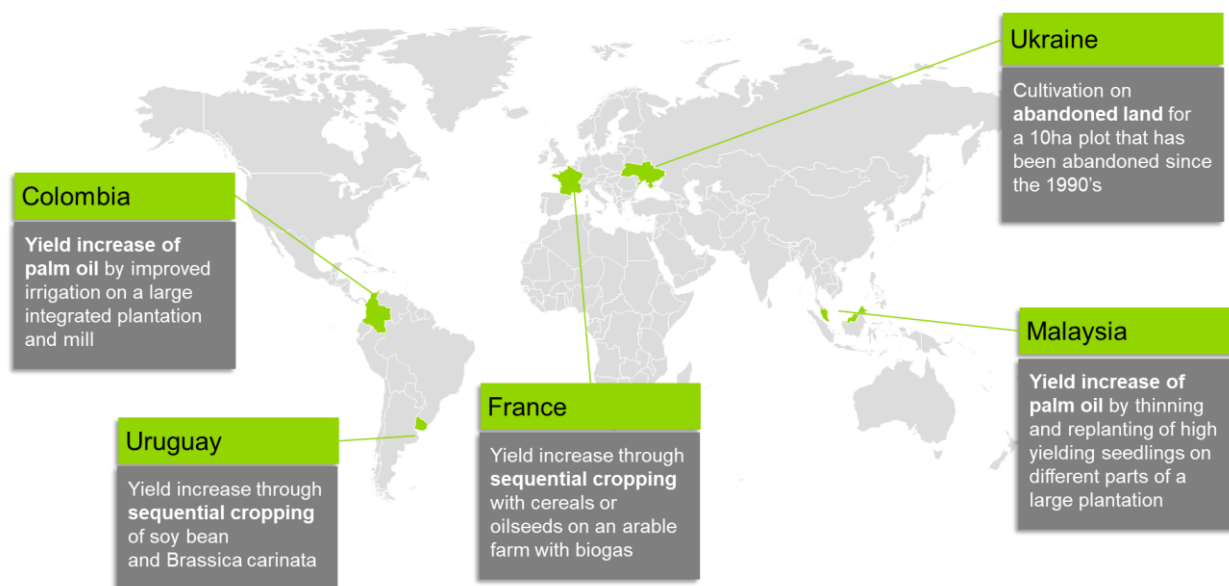 Ukraine
Cultivation on
abandoned land for
a 10ha plot that has
been abandoned since
the 1990's
Colombia
Yield increase of
palm oil by improved
irrigation on a large
integrated plantation
and mill
Malaysia
Yield increase of
palm oil by thinning
and replanting of high
yielding seedlings on
different parts of a
large plantation
France
Yield increase through
sequential cropping
with cereals or
oilseeds on an arable
farm with biogas
Uruguay
Yield increase through
sequential cropping
of soy bean
and Brassica carinata